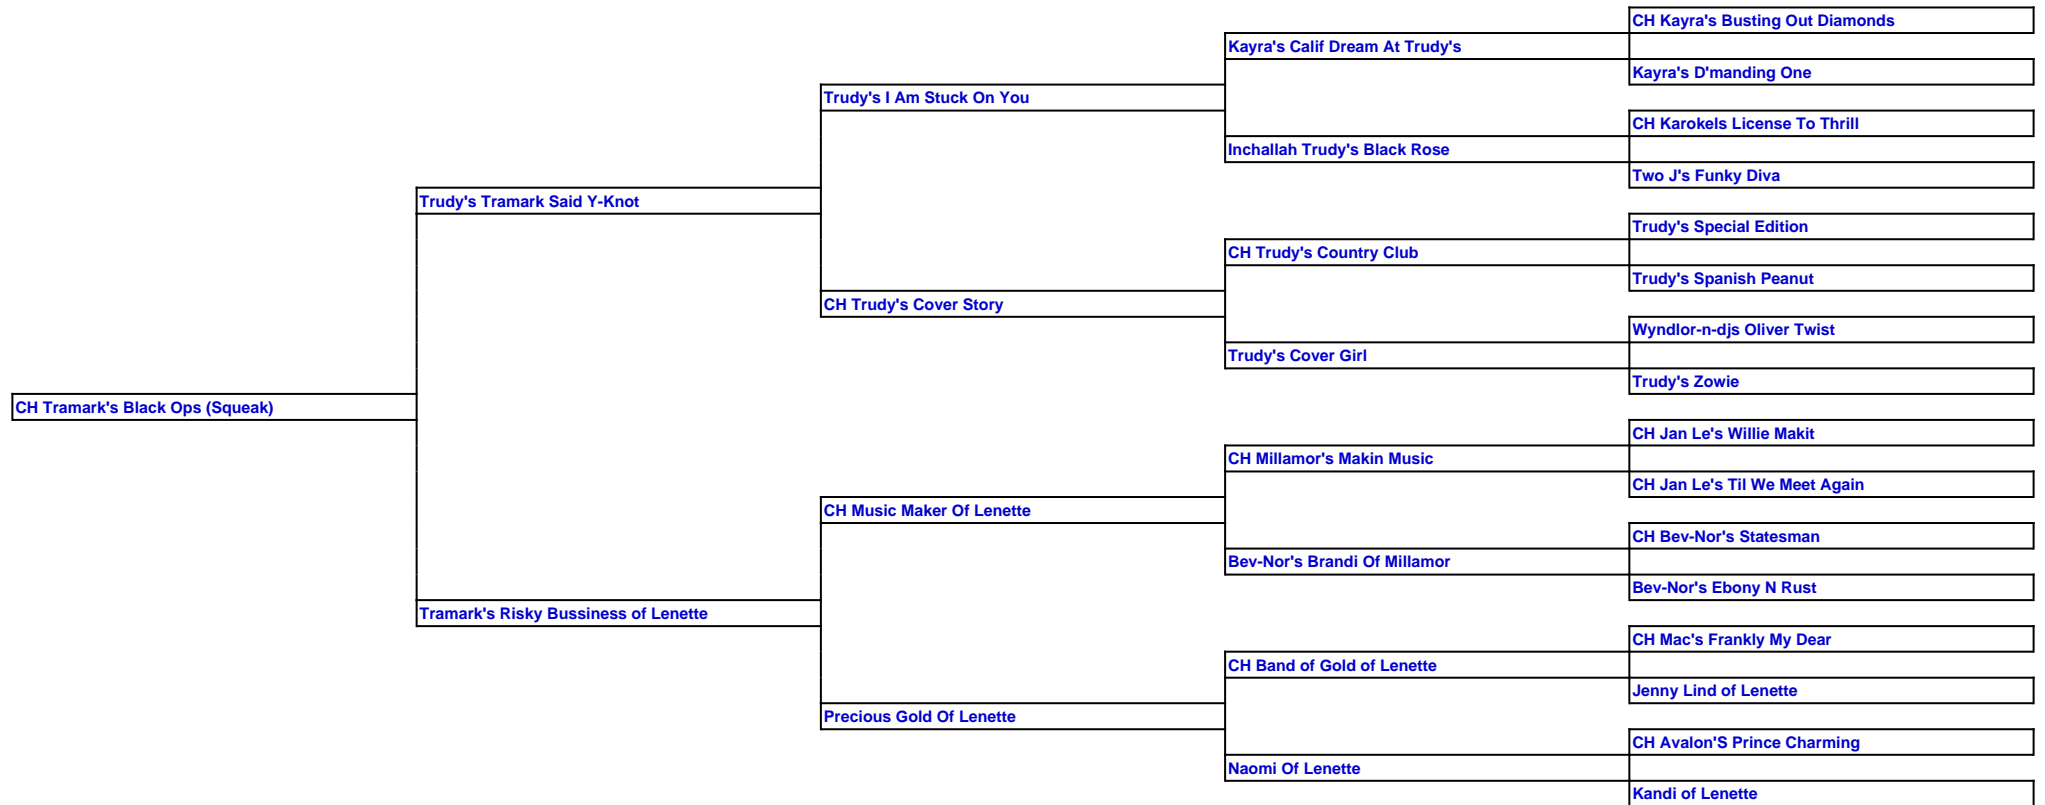 CH Kayra's Busting Out Diamonds
Kayra's Calif Dream At Trudy's
Kayra's D'manding One
Trudy's I Am Stuck On You
CH Karokels License To Thrill
Inchallah Trudy's Black Rose
Two J's Funky Diva
Trudy's Tramark Said Y-Knot
Trudy's Special Edition
CH Trudy's Country Club
Trudy's Spanish Peanut
CH Trudy's Cover Story
Wyndlor-n-djs Oliver Twist
Trudy's Cover Girl
Trudy's Zowie
CH Tramark's Black Ops (Squeak)
CH Jan Le's Willie Makit
CH Millamor's Makin Music
CH Jan Le's Til We Meet Again
CH Music Maker Of Lenette
CH Bev-Nor's Statesman
Bev-Nor's Brandi Of Millamor
Bev-Nor's Ebony N Rust
Tramark's Risky Bussiness of Lenette
CH Mac's Frankly My Dear
CH Band of Gold of Lenette
Jenny Lind of Lenette
Precious Gold Of Lenette
CH Avalon'S Prince Charming
Naomi Of Lenette
Kandi of Lenette